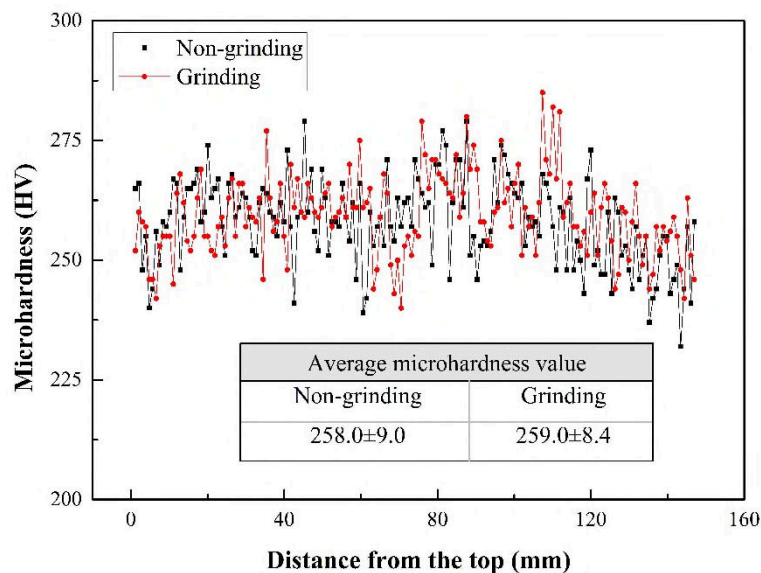 300
275
250
225
200
Microhardness (HV)
Non-grinding
Grinding
Average microhardness value
Non-grinding Grinding
258.0±9.0 259.0±8.4
0 40 80 120 160
Distance from the top (mm)